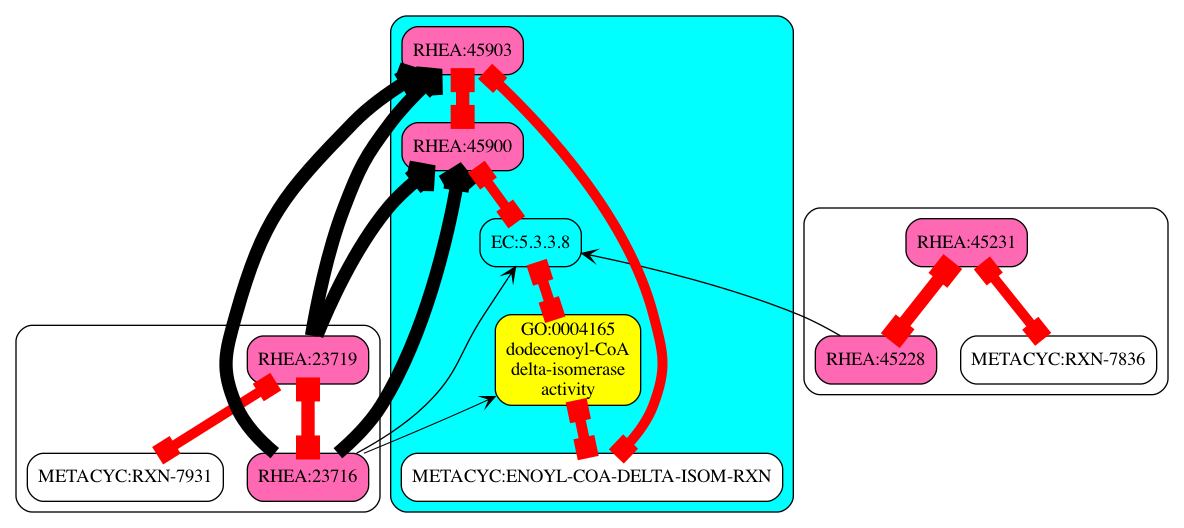 RHEA:45903
RHEA:45900
EC:5.3.3.8
RHEA:45231
GO:0004165
dodecenoyl-CoA
delta-isomerase
activity
RHEA:23719
RHEA:45228
METACYC:RXN-7836
METACYC:RXN-7931
RHEA:23716
METACYC:ENOYL-COA-DELTA-ISOM-RXN